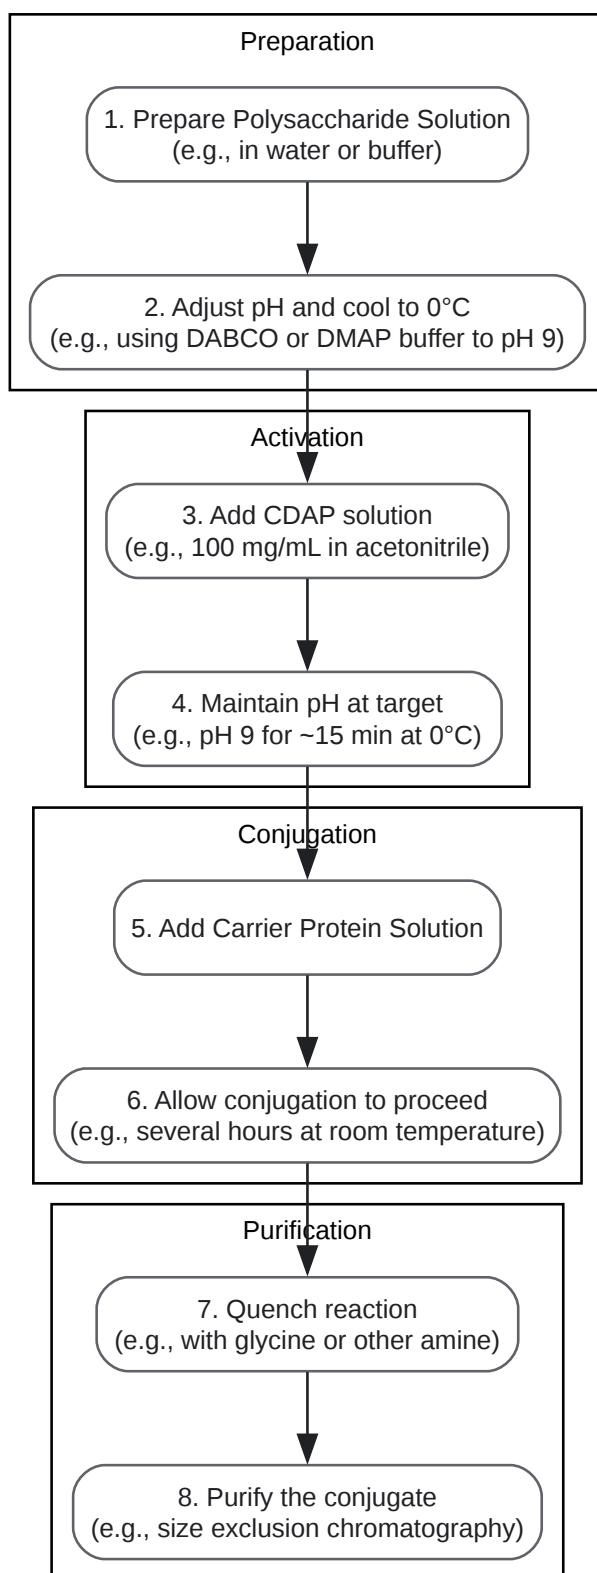 Preparation
1. Prepare Polysaccharide Solution
(e.g., in water or buffer)
2. Adjust pH and cool to 0°C
(e.g., using DABCO or DMAP buffer to pH 9)
Activation
3. Add CDAP solution
(e.g., 100 mg/mL in acetonitrile)
4. Maintain pH at target
(e.g., pH 9 for ~15 min at 0°C)
Conjugation
5. Add Carrier Protein Solution
6. Allow conjugation to proceed
(e.g., several hours at room temperature)
Purification
7. Quench reaction
(e.g., with glycine or other amine)
8. Purify the conjugate
(e.g., size exclusion chromatography)